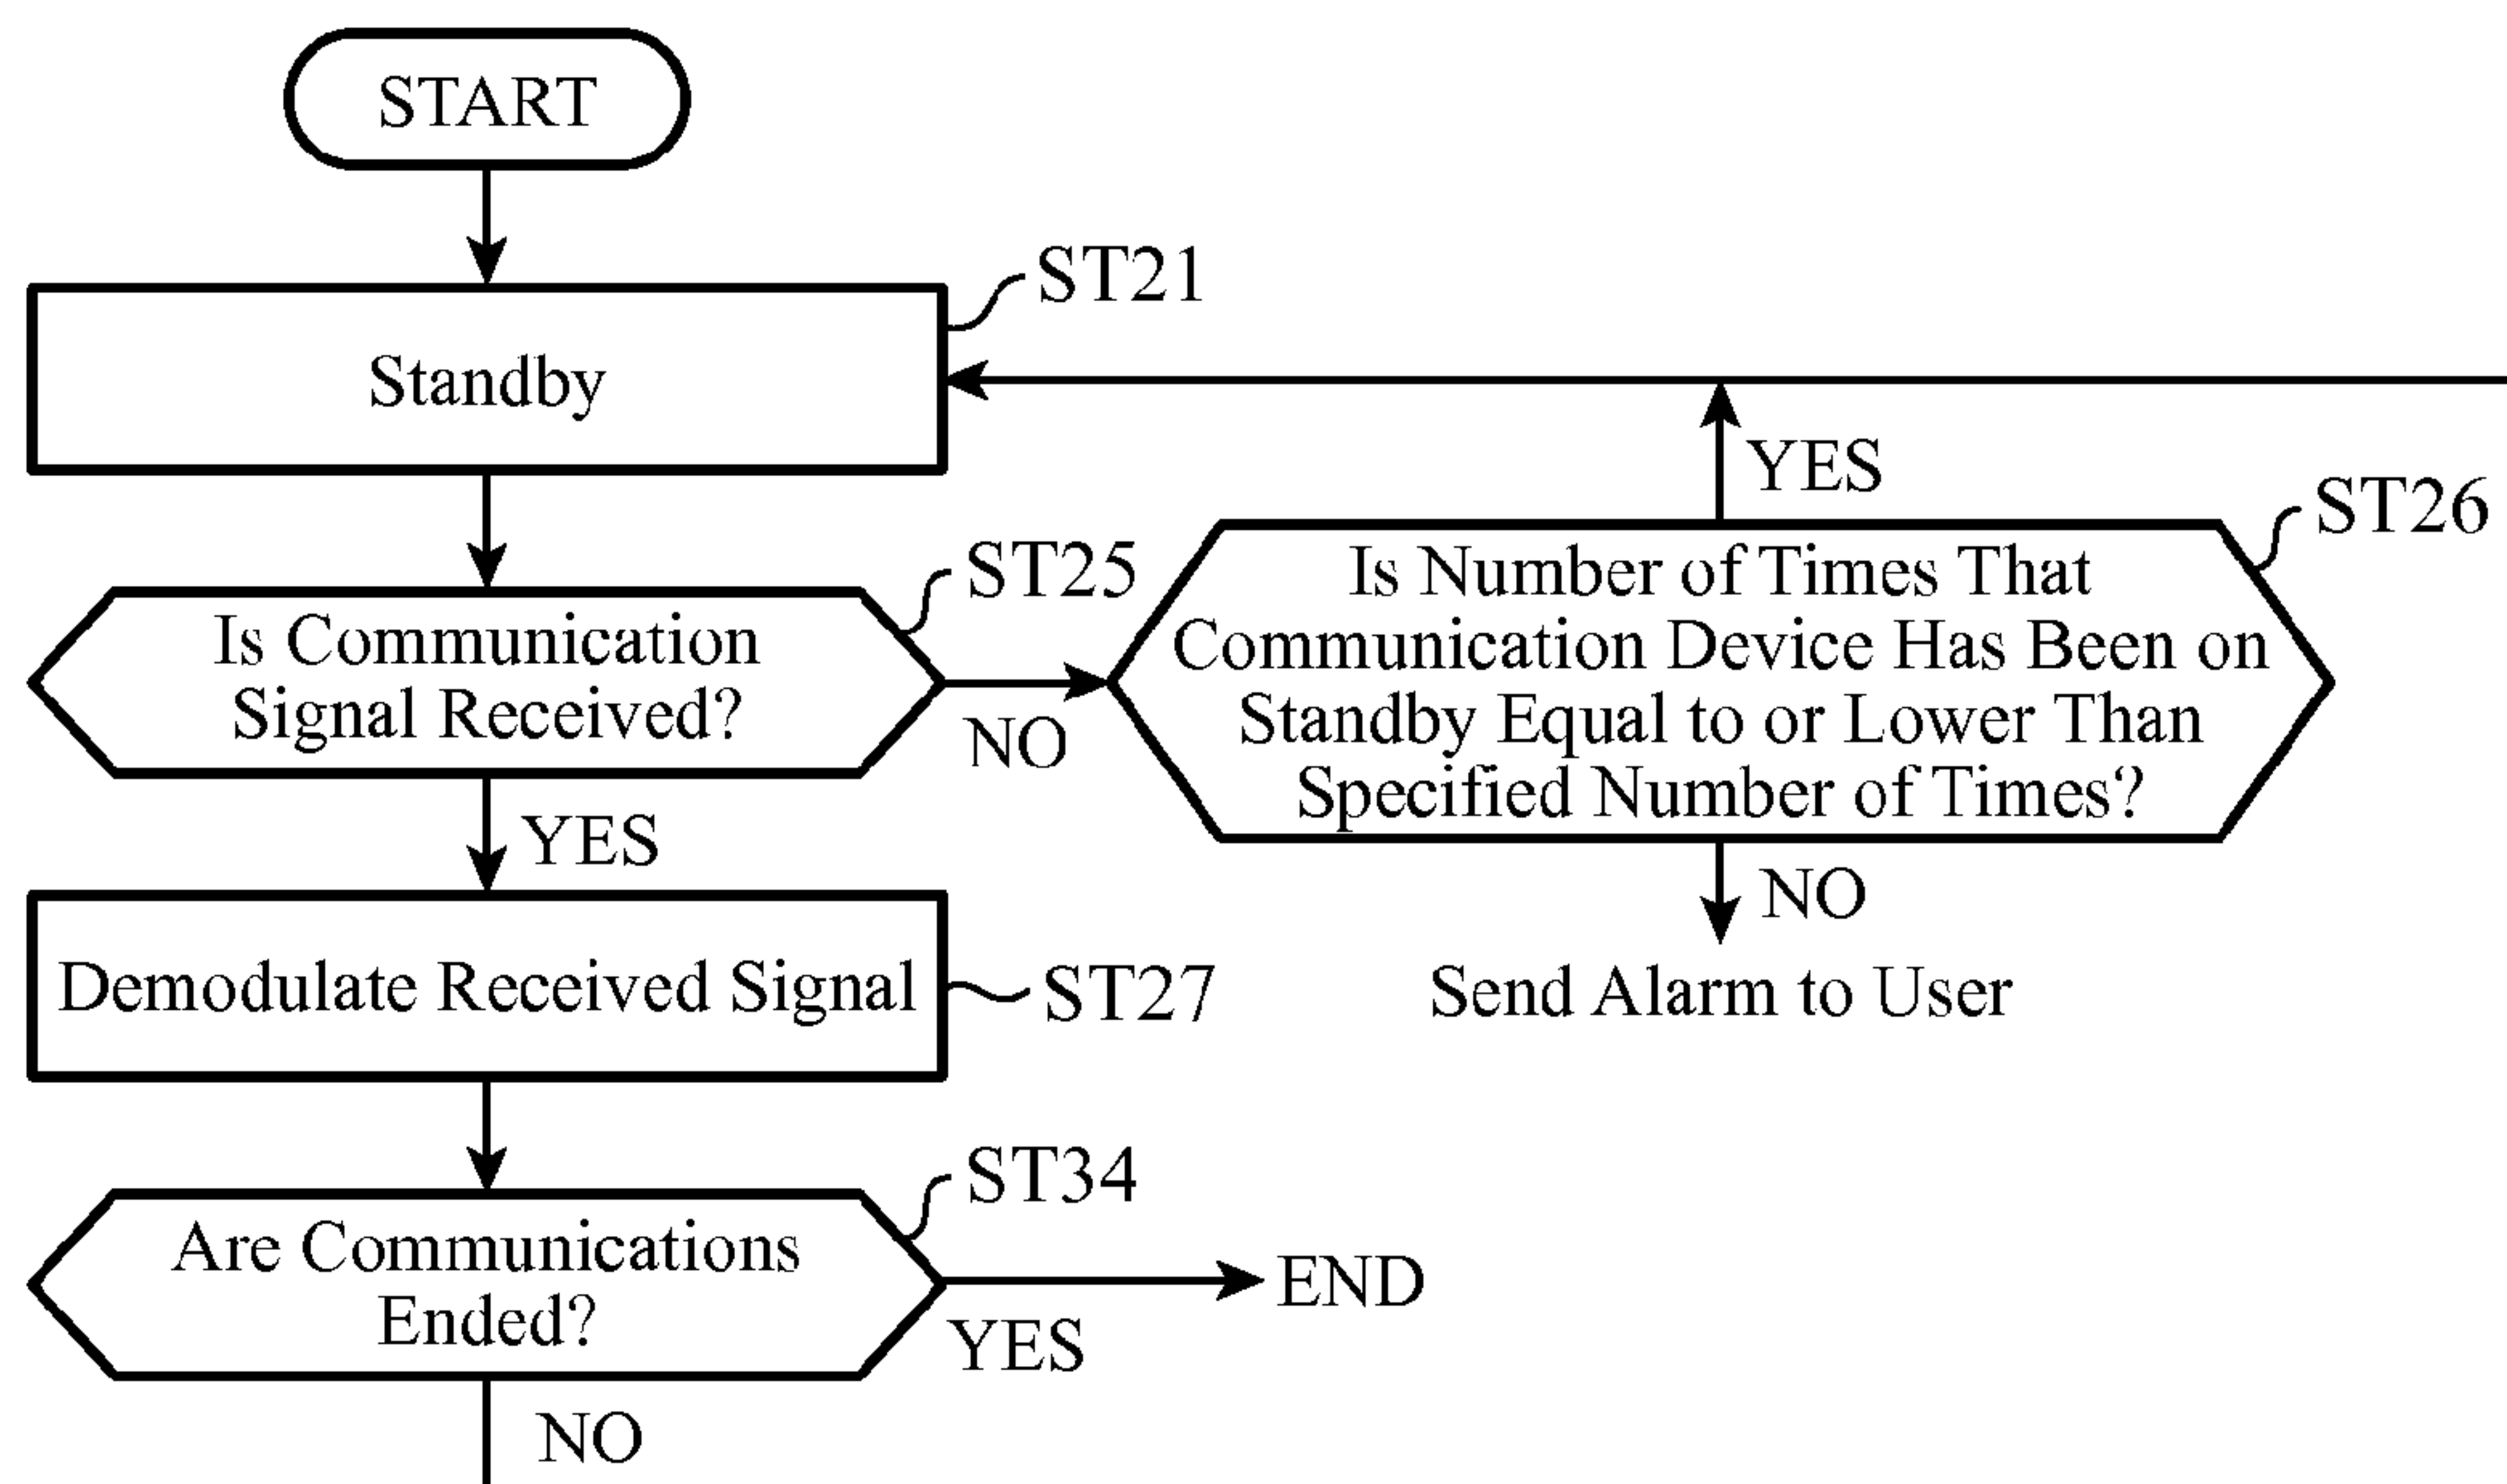 START
ST21
Standby
YES
ST26
ST25
Is Communication
Signal Received?
NO
Is Number of Times That
Communication Device Has Been on
Standby Equal to or Lower Than
Specified Number of Times?
YES
NO
Demodulate Received Signal
ST27
Send Alarm to User
ST34
Are Communications
Ended?
END
YES
NO